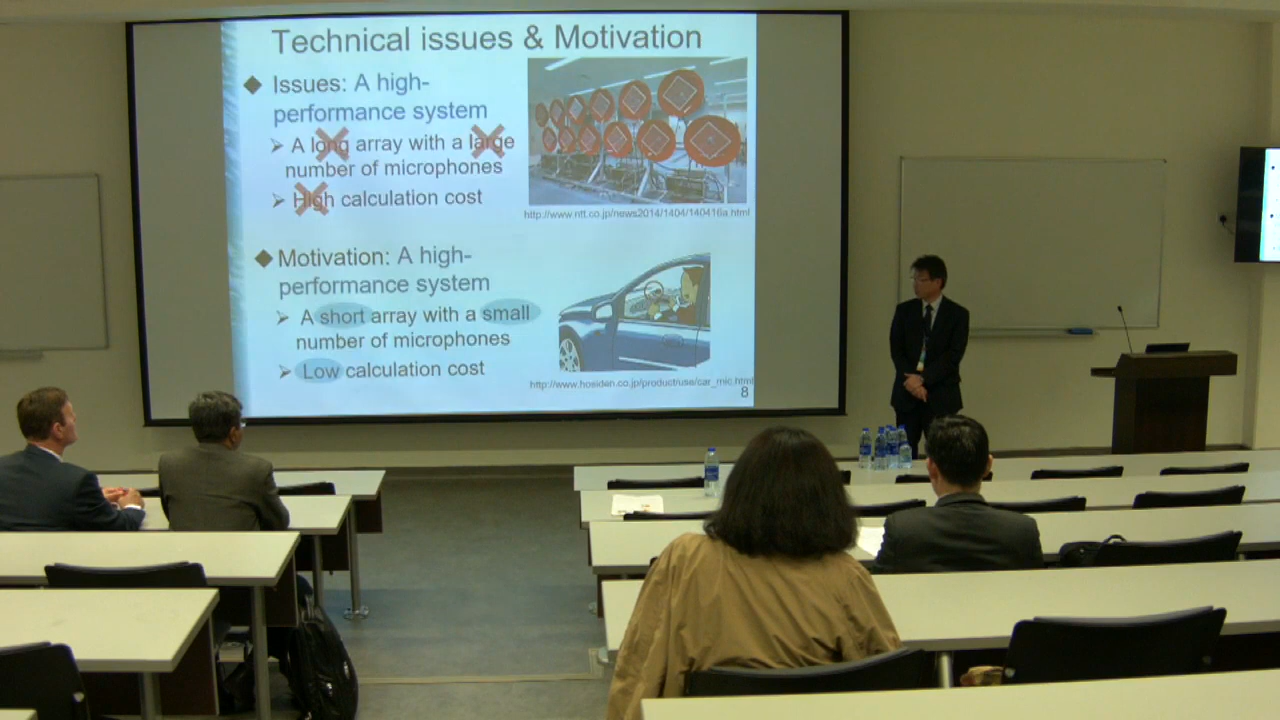 Technical issues & Motivation
Issues: A high-
performance system
A long array with a large
number of microphones
High calculation cost
http://www.ntt.co.jp/news2014/1404/140416a.html
Motivation: A high-
performance system
A short array with a small
number of microphones
Low calculation cost
http://www.hosiden.co.jp/product/use/car_mic.html
8